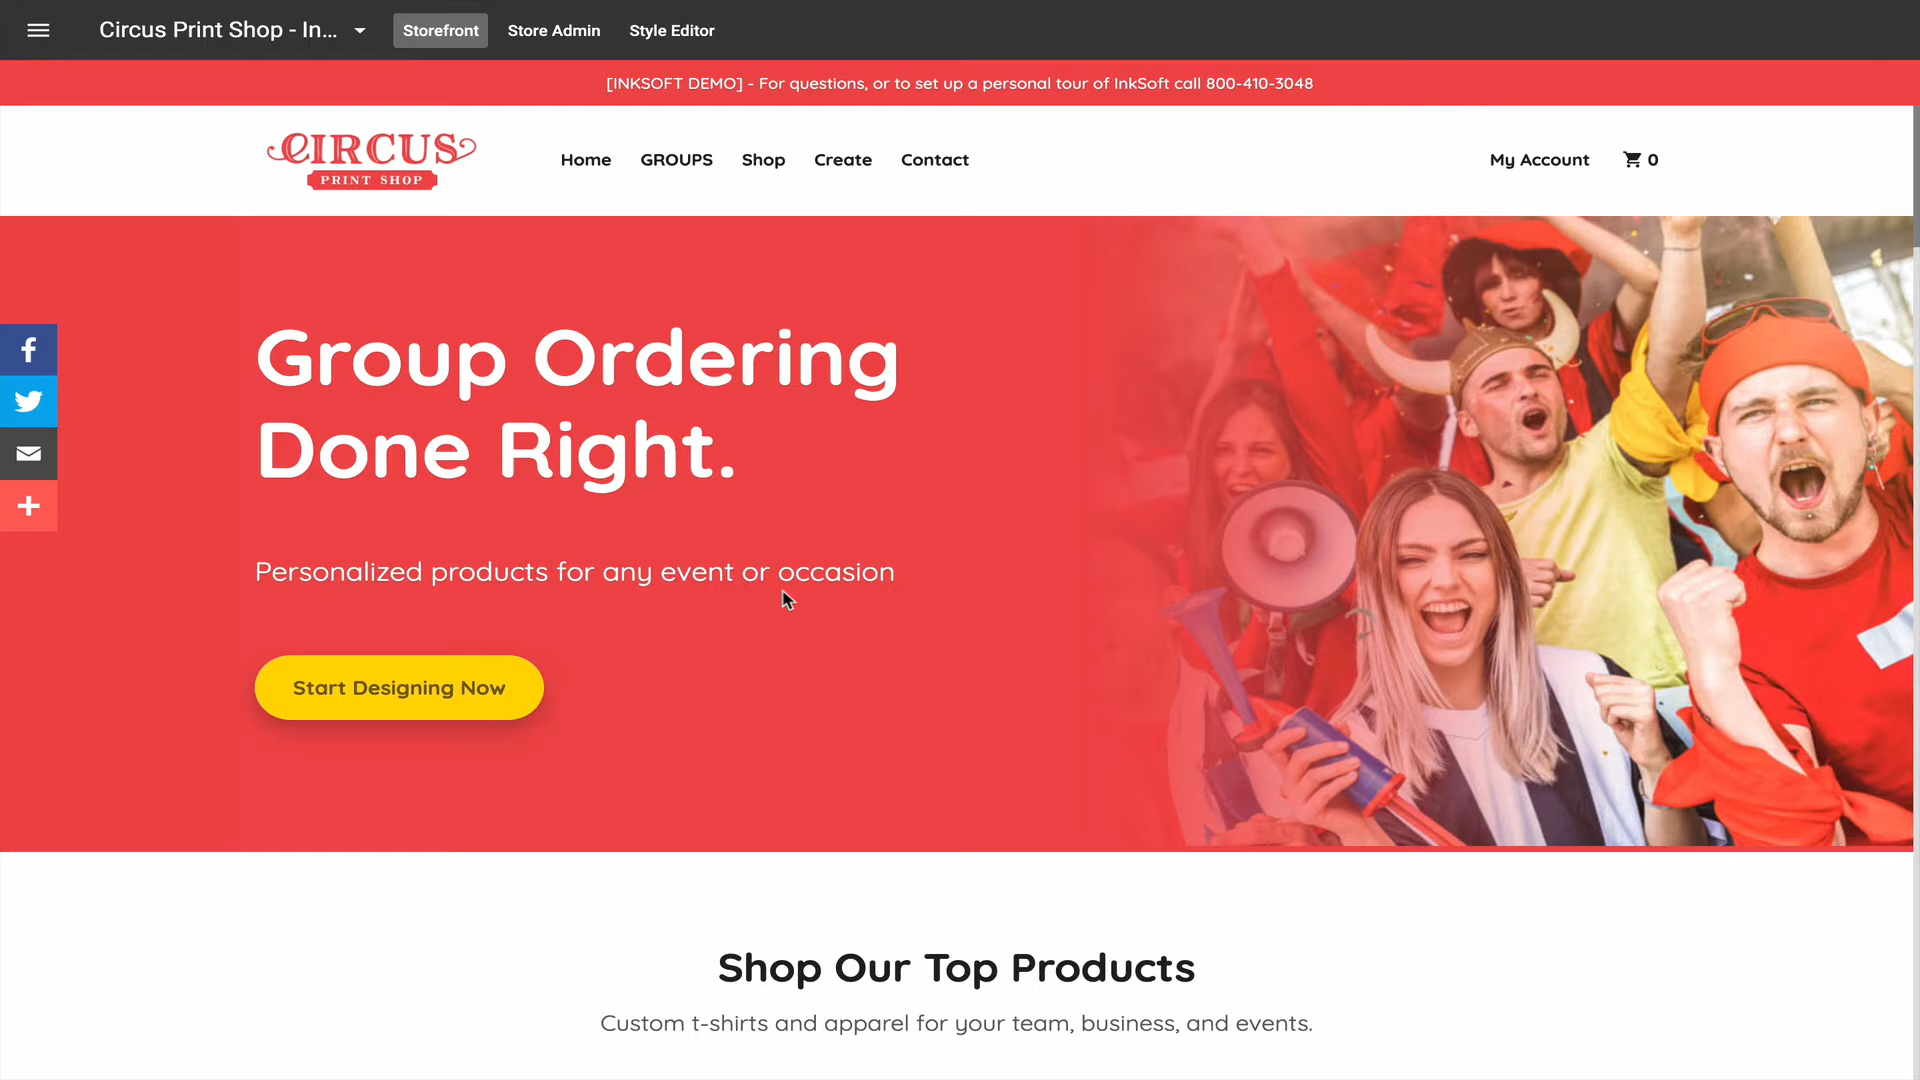 Circus Print Shop - In...
Storefront
Store Admin
Style Editor
[INKSOFT DEMO] - For questions, or to set up a personal tour of InkSoft call 800-410-3048
CIRCUS
PRINT SHOP
Home
GROUPS
Shop
Create
Contact
My Account
0
Group Ordering
Done Right.
Personalized products for any event or occasion
Start Designing Now
Shop Our Top Products
Custom t-shirts and apparel for your team, business, and events.